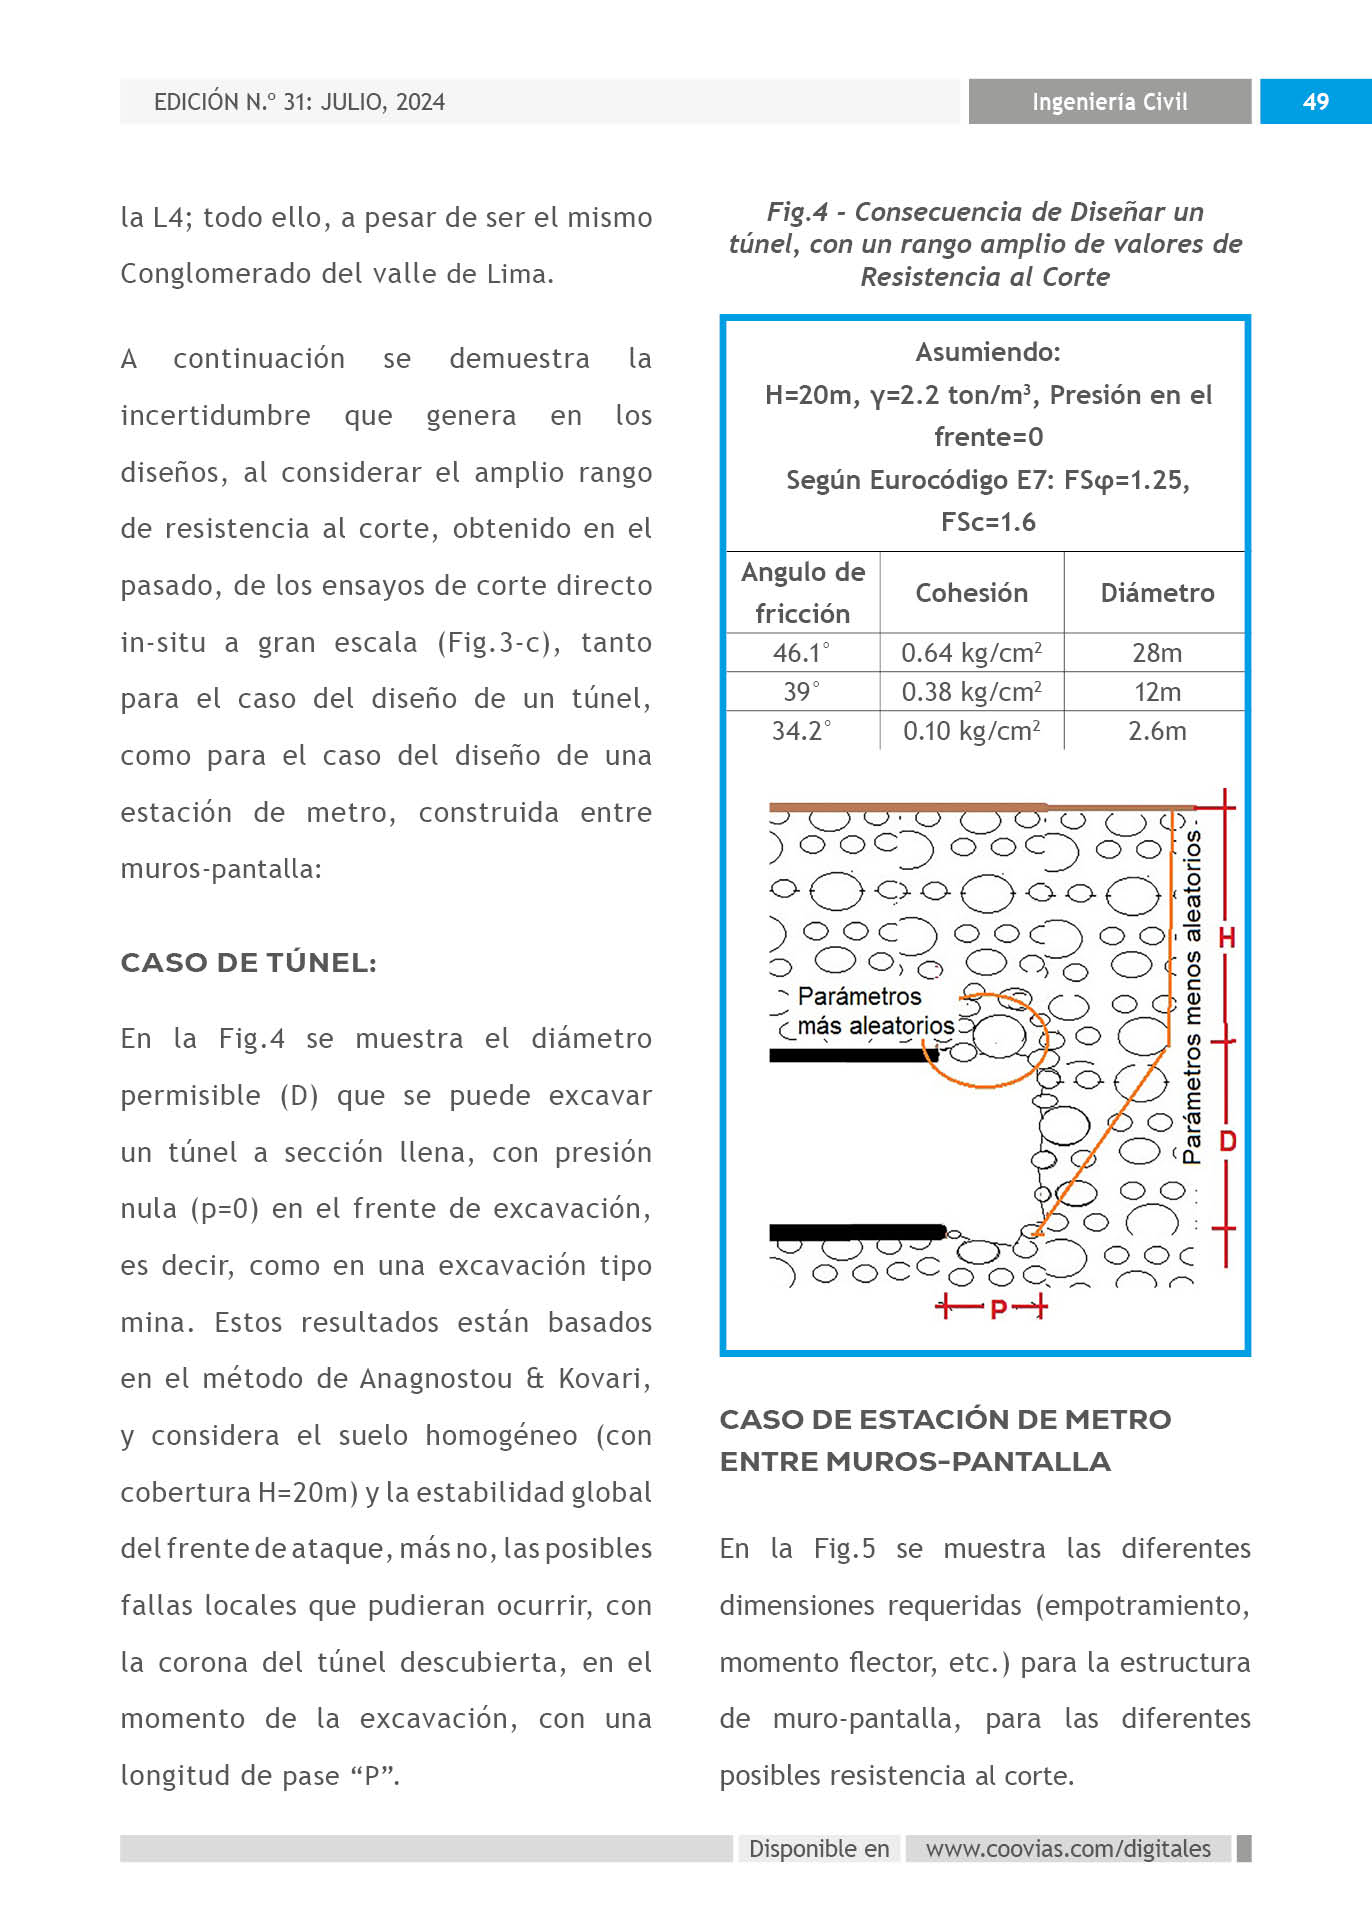 EDICIÓN N.º 31: JULIO, 2024
Ingeniería Civil
49
la L4; todo ello, a pesar de ser el mismo
Conglomerado del valle de Lima.
A continuación se demuestra la
incertidumbre que genera en los
diseños, al considerar el amplio rango
de resistencia al corte, obtenido en el
pasado, de los ensayos de corte directo
in-situ a gran escala (Fig.3-c), tanto
para el caso del diseño de un túnel,
como para el caso del diseño de una
estación de metro, construida entre
muros-pantalla:
CASO DE TÚNEL:
En la Fig.4 se muestra el diámetro
permisible (D) que se puede excavar
un túnel a sección llena, con presión
nula (p=0) en el frente de excavación,
es decir, como en una excavación tipo
mina. Estos resultados están basados
en el método de Anagnostou & Kovari,
y considera el suelo homogéneo (con
cobertura H=20m) y la estabilidad global
del frente de ataque, más no, las posibles
fallas locales que pudieran ocurrir, con
la corona del túnel descubierta, en el
momento de la excavación, con una
longitud de pase “P”.
Fig.4 - Consecuencia de Diseñar un
túnel, con un rango amplio de valores de
Resistencia al Corte
Asumiendo:
H=20m, γ=2.2 ton/m³, Presión en el
frente=0
Según Eurocódigo E7: FSφ=1.25,
FSc=1.6
Angulo de
fricción
Cohesión
Diámetro
46.1° 0.64 kg/cm² 28m
39° 0.38 kg/cm² 12m
34.2° 0.10 kg/cm² 2.6m
Parámetros
más aleatorios
Parámetros menos aleatorios
H
D
P
CASO DE ESTACIÓN DE METRO
ENTRE MUROS-PANTALLA
En la Fig.5 se muestra las diferentes
dimensiones requeridas (empotramiento,
momento flector, etc.) para la estructura
de muro-pantalla, para las diferentes
posibles resistencia al corte.
Disponible en
www.coovias.com/digitales